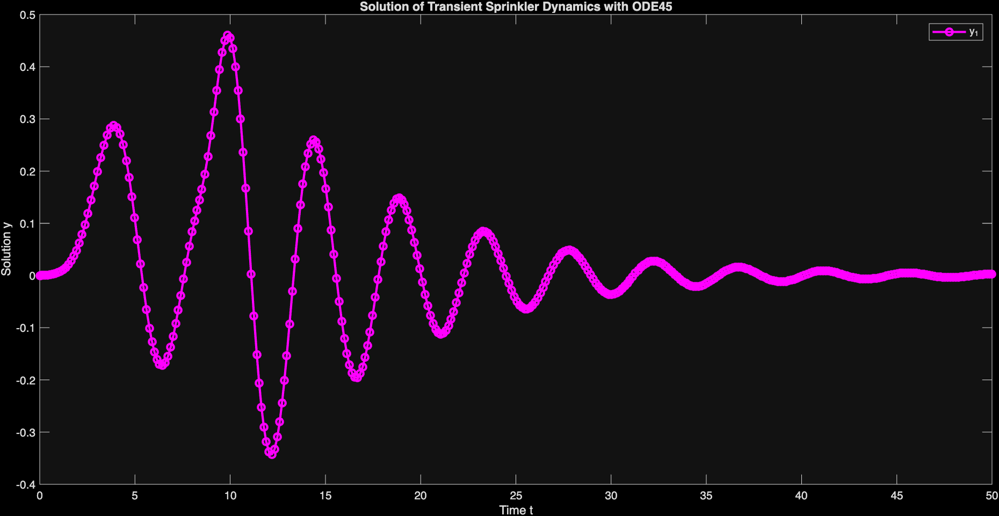 Solution of Transient Sprinkler Dynamics with ODE45
0.5
0.4
0.3
0.2
0.1
0
-0.1
-0.2
-0.3
-0.4
Solution y
y₁
0 5 10 15 20 25 30 35 40 45 50
Time t